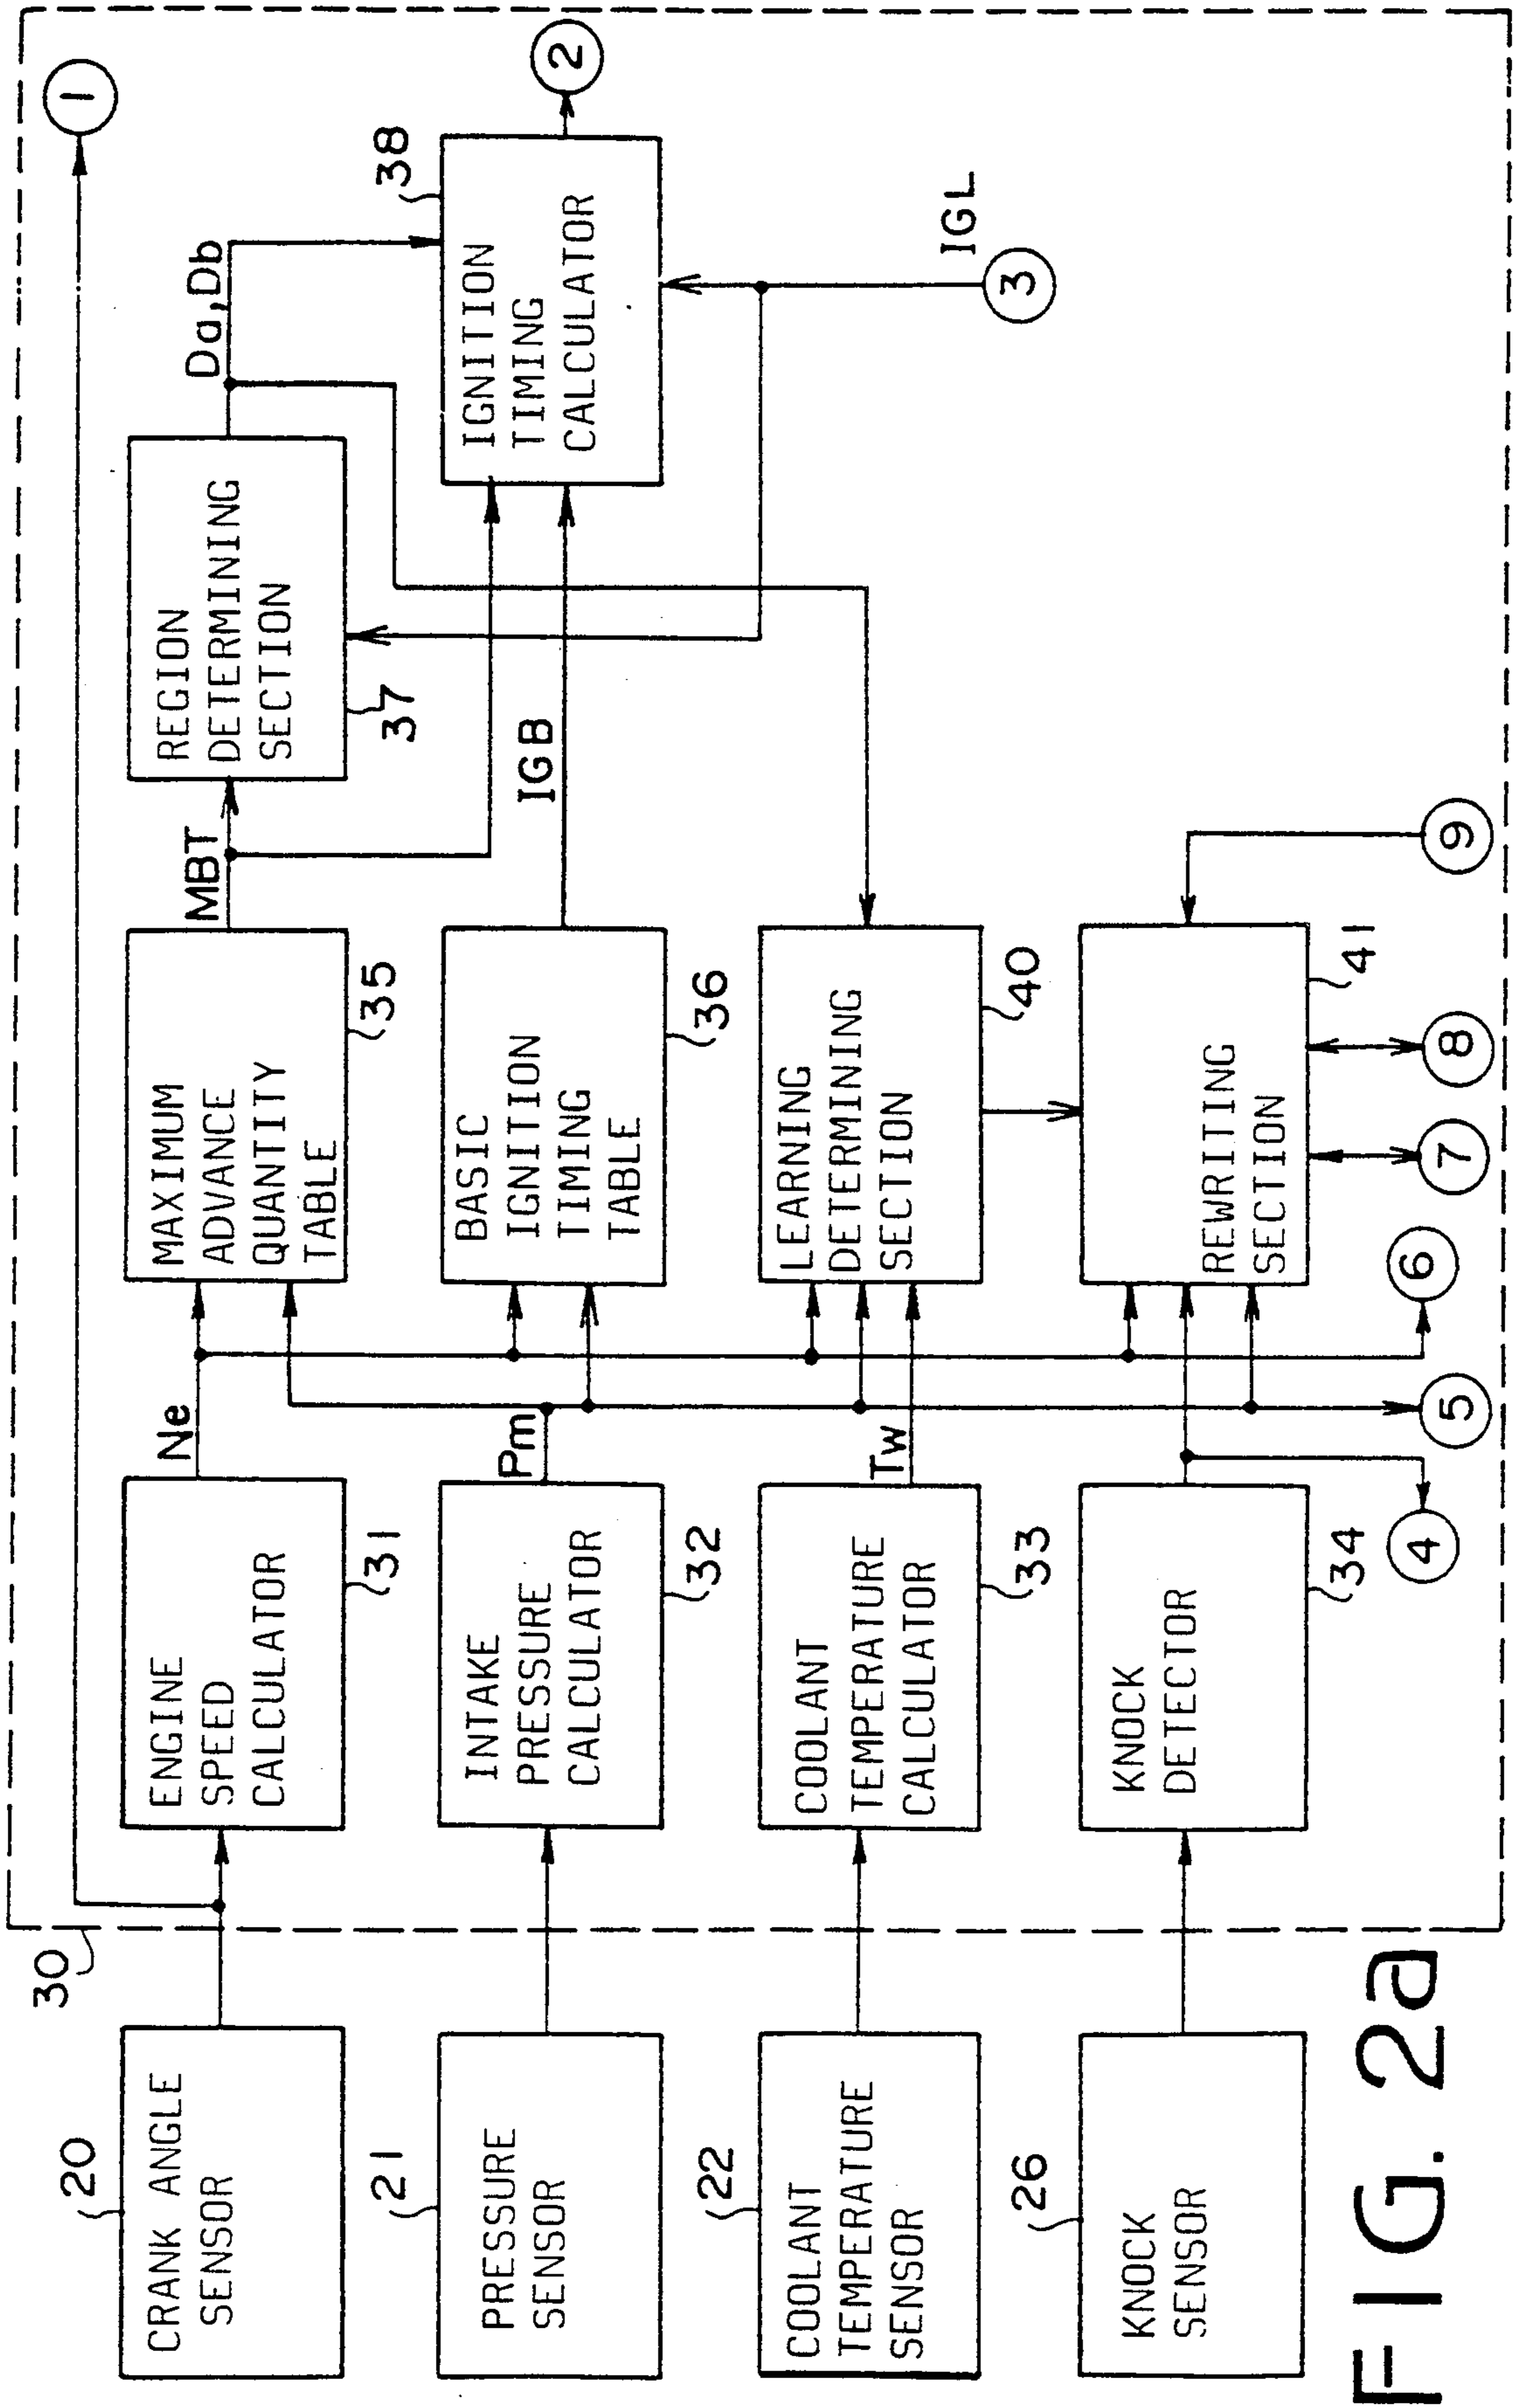 30
1
20
CRANK ANGLE
SENSOR
ENGINE
SPEED
CALCULATOR
31
Ne
MAXIMUM
ADVANCE
QUANTITY
TABLE
35
MBT
REGION
DETERMINING
SECTION
37
Da,Db
21
PRESSURE
SENSOR
INTAKE
PRESSURE
CALCULATOR
32
Pm
BASIC
IGNITION
TIMING
TABLE
36
IGB
IGNITION
TIMING
CALCULATOR
38
2
22
COOLANT
TEMPERATURE
SENSOR
COOLANT
TEMPERATURE
CALCULATOR
33
Tw
LEARNING
DETERMINING
SECTION
40
IGL
3
26
KNOCK
SENSOR
KNOCK
DETECTOR
34
REWRITING
SECTION
41
4
5
6
7
8
9
FIG. 2a